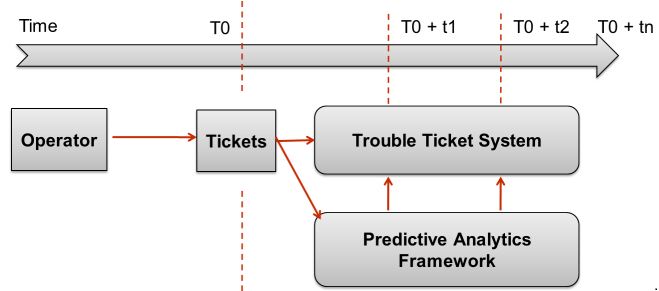 Time
T0
T0 + t1
T0 + t2
T0 + tn
Operator
Tickets
Trouble Ticket System
Predictive Analytics
Framework